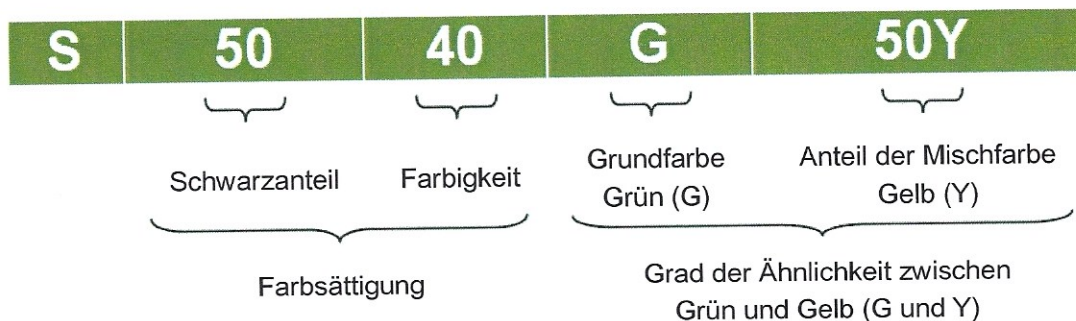 S 50 40 G 50Y
Schwarzanteil Farbigkeit Grundfarbe Grün (G) Anteil der Mischfarbe Gelb (Y)
Farbsättigung Grad der Ähnlichkeit zwischen
Grün und Gelb (G und Y)